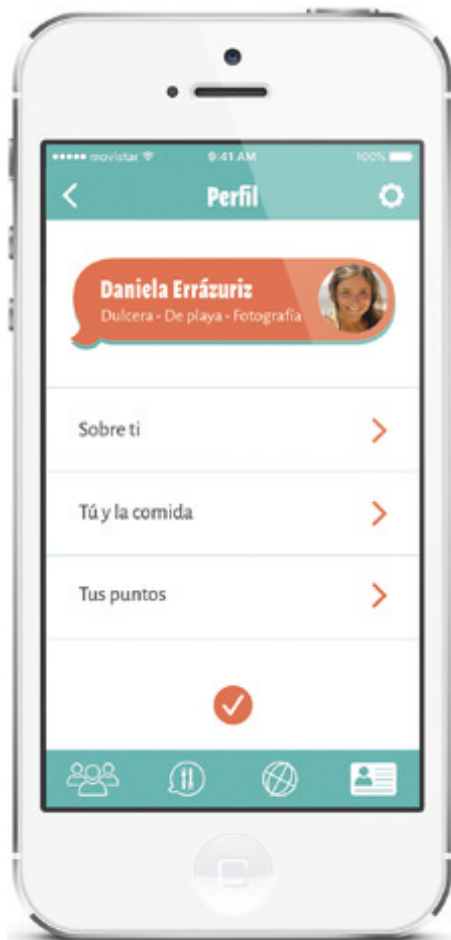 movistar 9:41 AM 100%
Perfil
Daniela Errázuriz
Dulcera - De playa - Fotografía
Sobre ti
Tú y la comida
Tus puntos